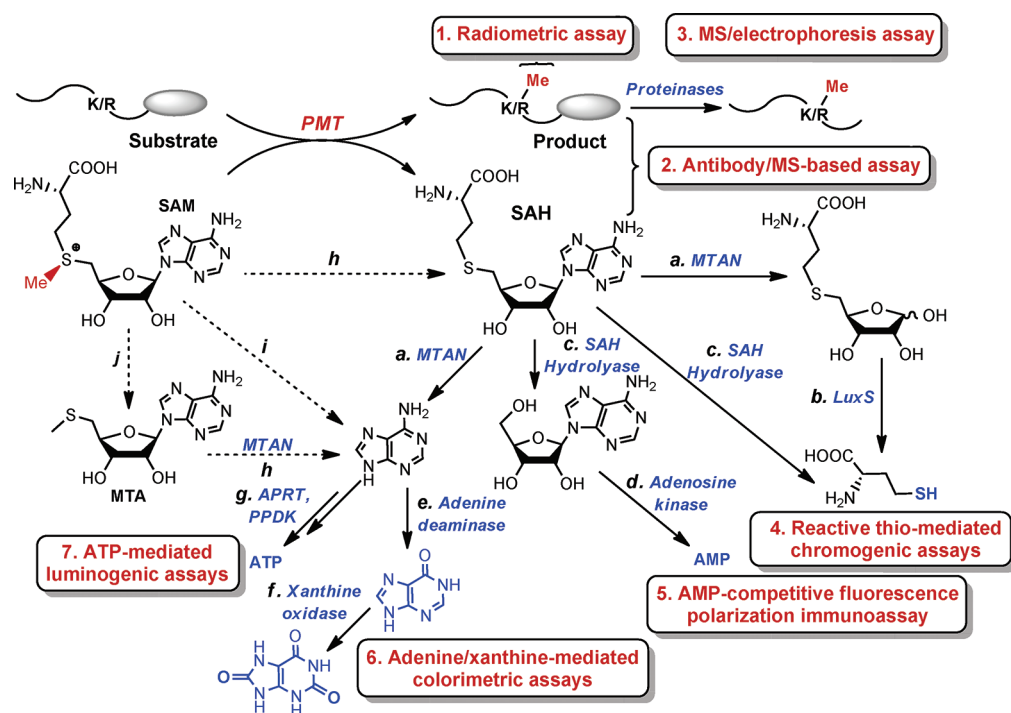 1. Radiometric assay
3. MS/electrophoresis assay
Me
K/R
Substrate
PMT
K/R
Product
Proteinases
Me
K/R
2. Antibody/MS-based assay
COOH
H2N
SAM
NH2
N
N
N
N
⊕
S
Me
O
HO
OH
h
COOH
H2N
SAH
NH2
N
N
N
N
S
O
HO
OH
a. MTAN
COOH
H2N
S
O
OH
HO
OH
j
i
a. MTAN
c. SAH
Hydrolyase
c. SAH
Hydrolyase
b. LuxS
NH2
N
N
N
N
S
O
HO
OH
MTA
MTAN
h
NH2
N
N
N
N
H
OH
NH2
N
N
N
N
O
HO
OH
HOOC
H2N
SH
g. APRT,
PPDK
e. Adenine
deaminase
d. Adenosine
kinase
4. Reactive thio-mediated
chromogenic assays
7. ATP-mediated
luminogenic assays
ATP
AMP
f. Xanthine
oxidase
O
N
NH
N
N
H
5. AMP-competitive fluorescence
polarization immunoassay
O
H
N
NH
O
N
H
N
H
O
6. Adenine/xanthine-mediated
colorimetric assays